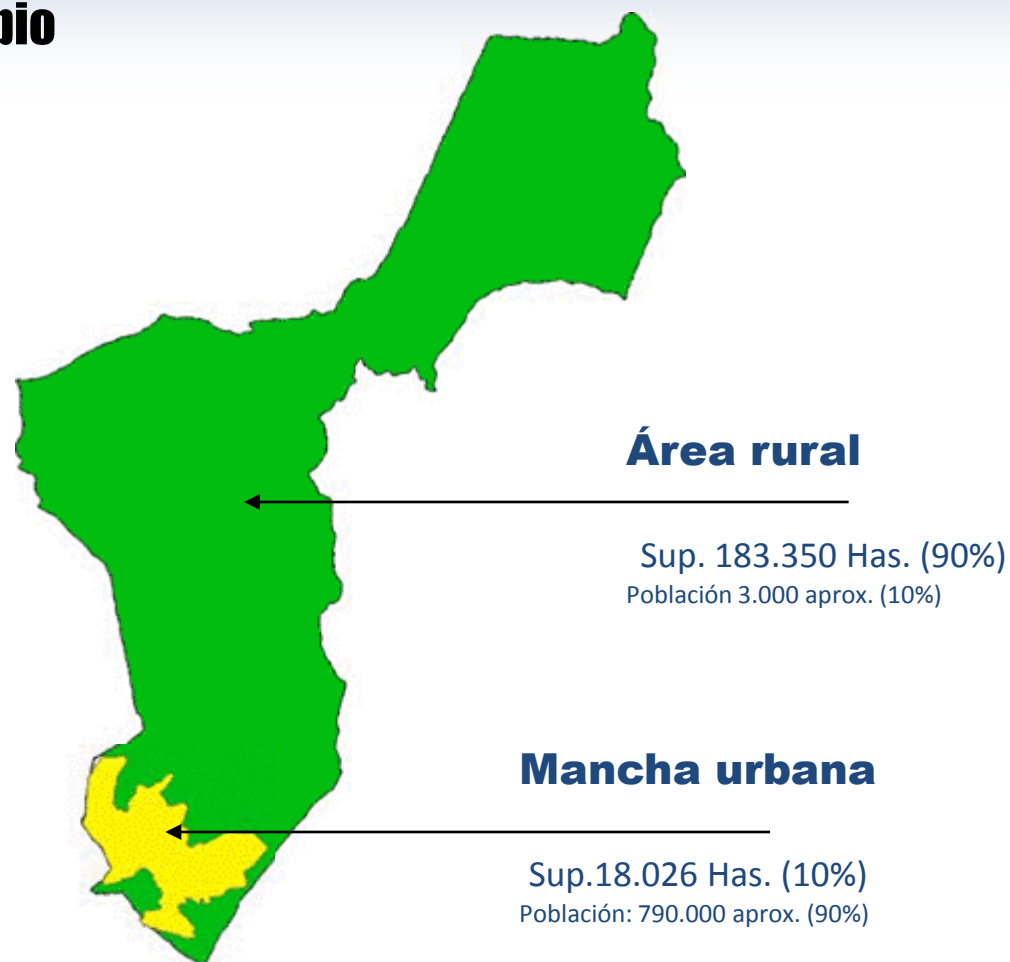 pio
Área rural
Sup. 183.350 Has. (90%)
Población 3.000 aprox. (10%)
Mancha urbana
Sup.18.026 Has. (10%)
Población: 790.000 aprox. (90%)